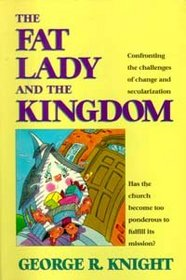 THE
FAT
LADY
AND THE
KINGDOM
Confronting
the challenges
of change and
secularization
Has the
church
become too
ponderous to
fulfill its
mission?
GEORGE R. KNIGHT